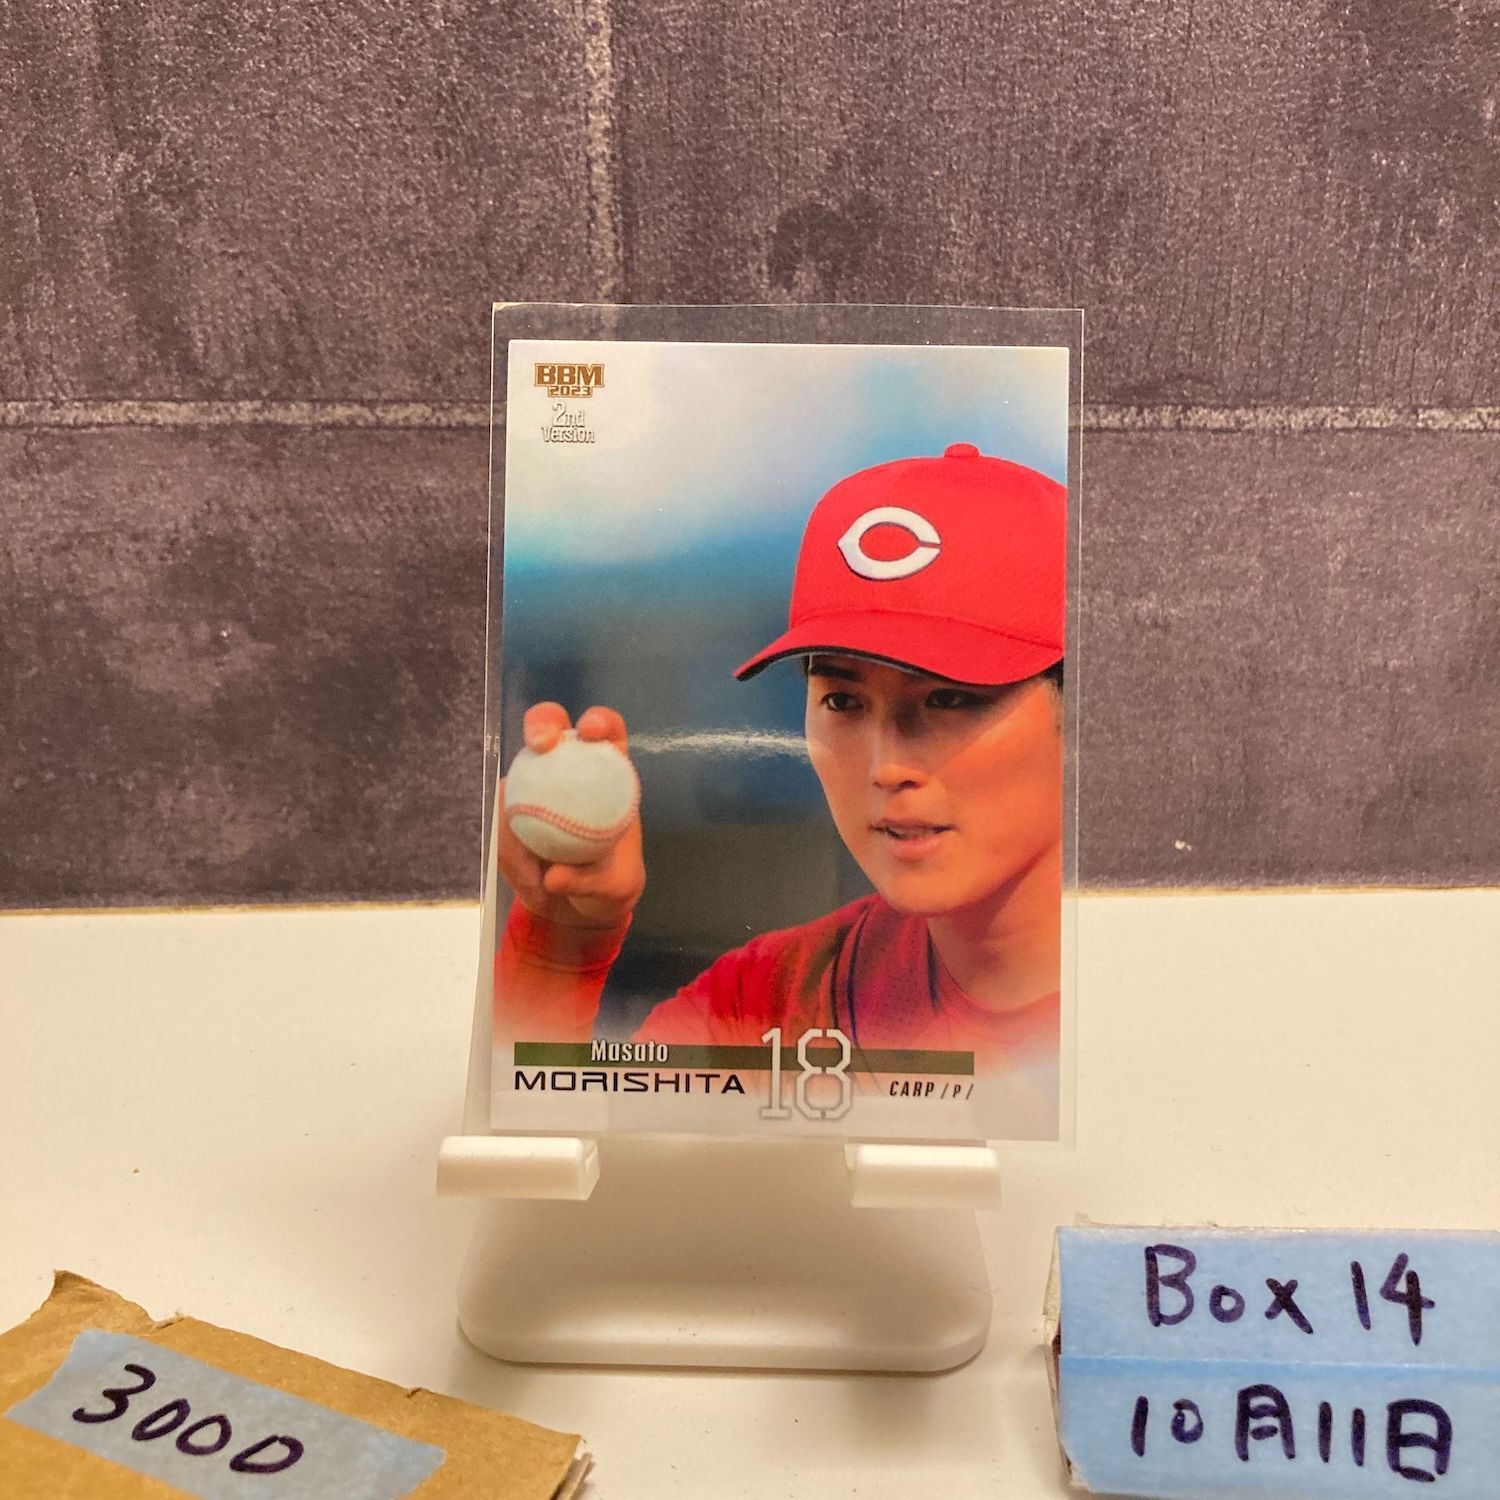 BBM
2023
2nd
Version
C
Masato
MORISHITA 18 CARP / P /
3000
Box 14
10月11日